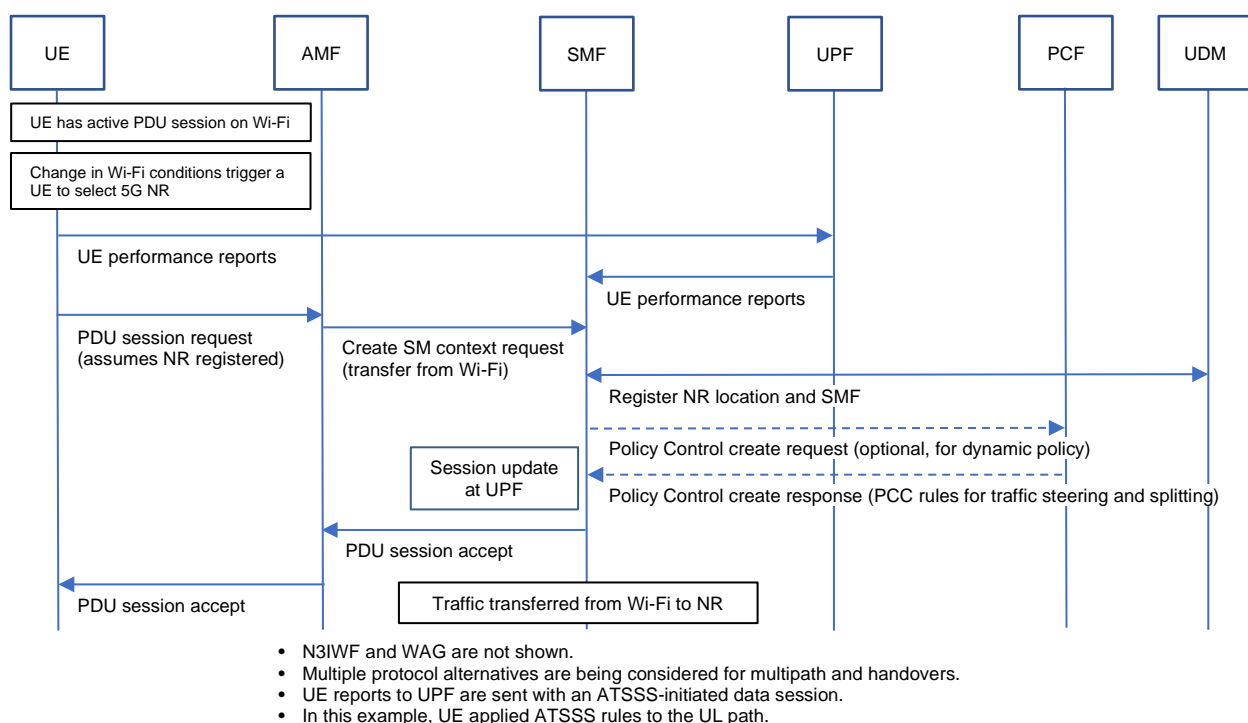 UE
AMF
SMF
UPF
PCF
UDM
UE has active PDU session on Wi-Fi
Change in Wi-Fi conditions trigger a
UE to select 5G NR
UE performance reports
UE performance reports
PDU session request
(assumes NR registered)
Create SM context request
(transfer from Wi-Fi)
Register NR location and SMF
Policy Control create request (optional, for dynamic policy)
Session update
at UPF
Policy Control create response (PCC rules for traffic steering and splitting)
PDU session accept
PDU session accept
Traffic transferred from Wi-Fi to NR
• N3IWF and WAG are not shown.
• Multiple protocol alternatives are being considered for multipath and handovers.
• UE reports to UPF are sent with an ATSSS-initiated data session.
• In this example, UE applied ATSSS rules to the UL path.